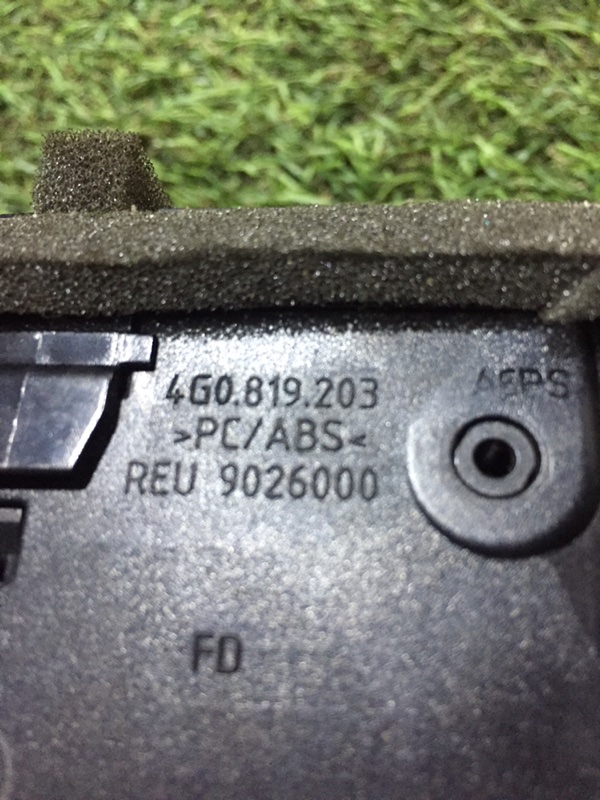 4G0.819.203
>PC/ABS<
REU 9026000
FD